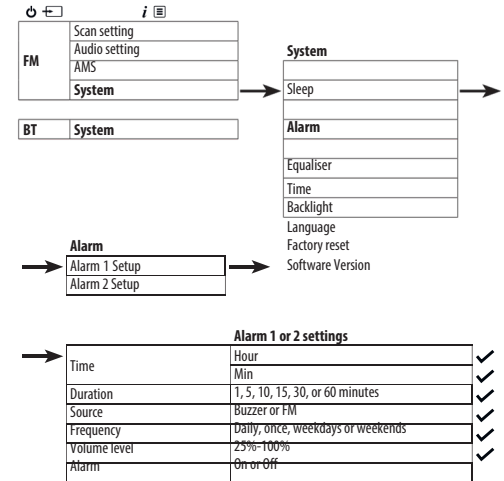 i
Scan setting
FM
Audio setting
AMS
System
BT
System
System
Sleep
Alarm
Equaliser
Time
Backlight
Language
Factory reset
Software Version
Alarm
Alarm 1 Setup
Alarm 2 Setup
Alarm 1 or 2 settings
Time
Hour
Min
Duration
1, 5, 10, 15, 30, or 60 minutes
Source
Buzzer or FM
Frequency
Daily, once, weekdays or weekends
Volume level
25%-100%
Alarm
On or Off